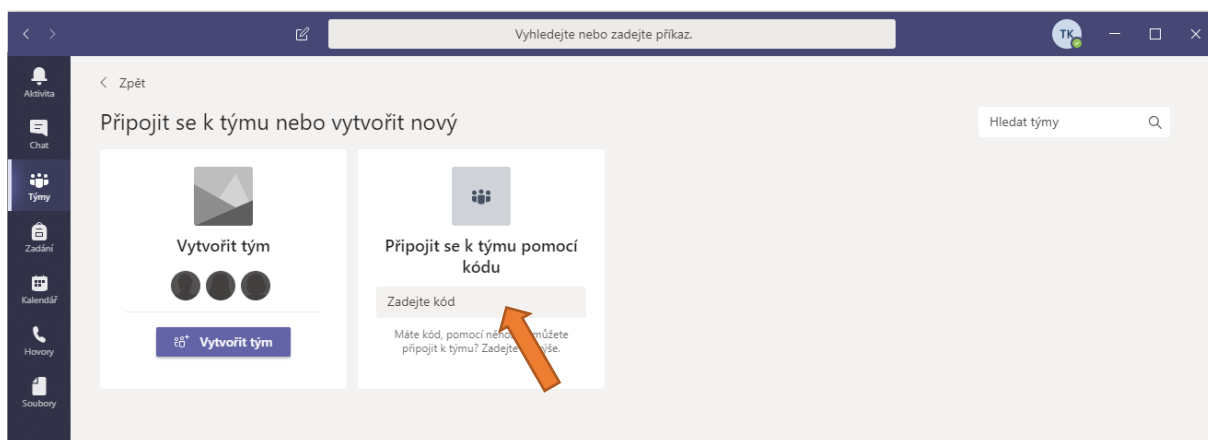 Vyhledejte nebo zadejte příkaz.
TK
Aktivita
Chat
Týmy
Zadání
Kalendář
Hovory
Soubory
Zpět
Připojit se k týmu nebo vytvořit nový
Hledat týmy
Vytvořit tým
Vytvořit tým
Připojit se k týmu pomocí
kódu
Zadejte kód
Máte kód, pomocí můžete
připojit k týmu? Zadejte výše.